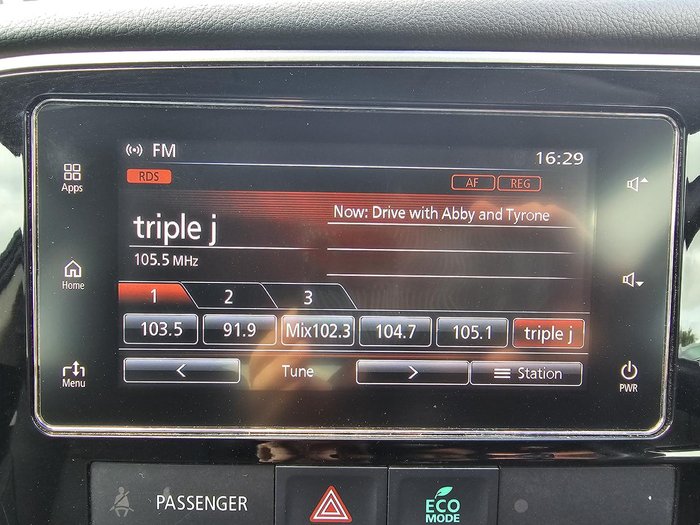 FM
16:29
Apps
RDS
AF
REG
triple j
Now: Drive with Abby and Tyrone
105.5 MHz
Home
1
2
3
103.5
91.9
Mix102.3
104.7
105.1
triple j
Menu
<
Tune
>
Station
PWR
PASSENGER
ECO
MODE